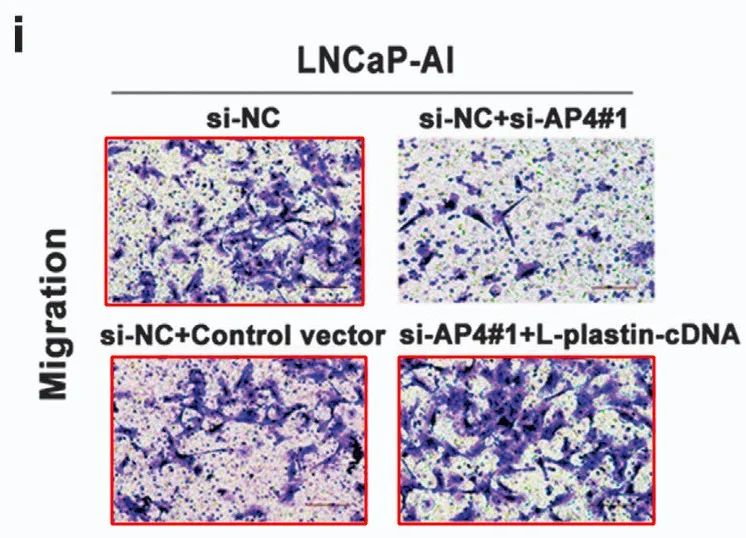 i
LNCaP-AI
si-NC
si-NC+si-AP4#1
Migration
si-NC+Control vector
si-AP4#1+L-plastin-cDNA